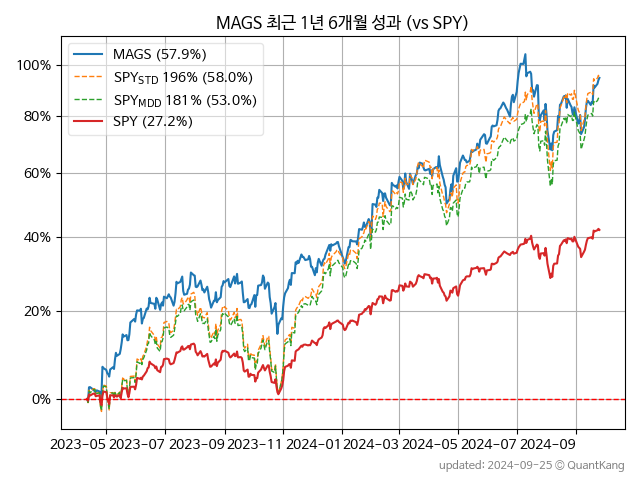 MAGS 최근 1년 6개월 성과 (vs SPY)
MAGS (57.9%)
SPY_STD 196% (58.0%)
SPY_MDD 181% (53.0%)
SPY (27.2%)
100%
80%
60%
40%
20%
0%
2023-05 2023-07 2023-09 2023-11 2024-01 2024-03 2024-05 2024-07 2024-09
updated: 2024-09-25 © QuantKang